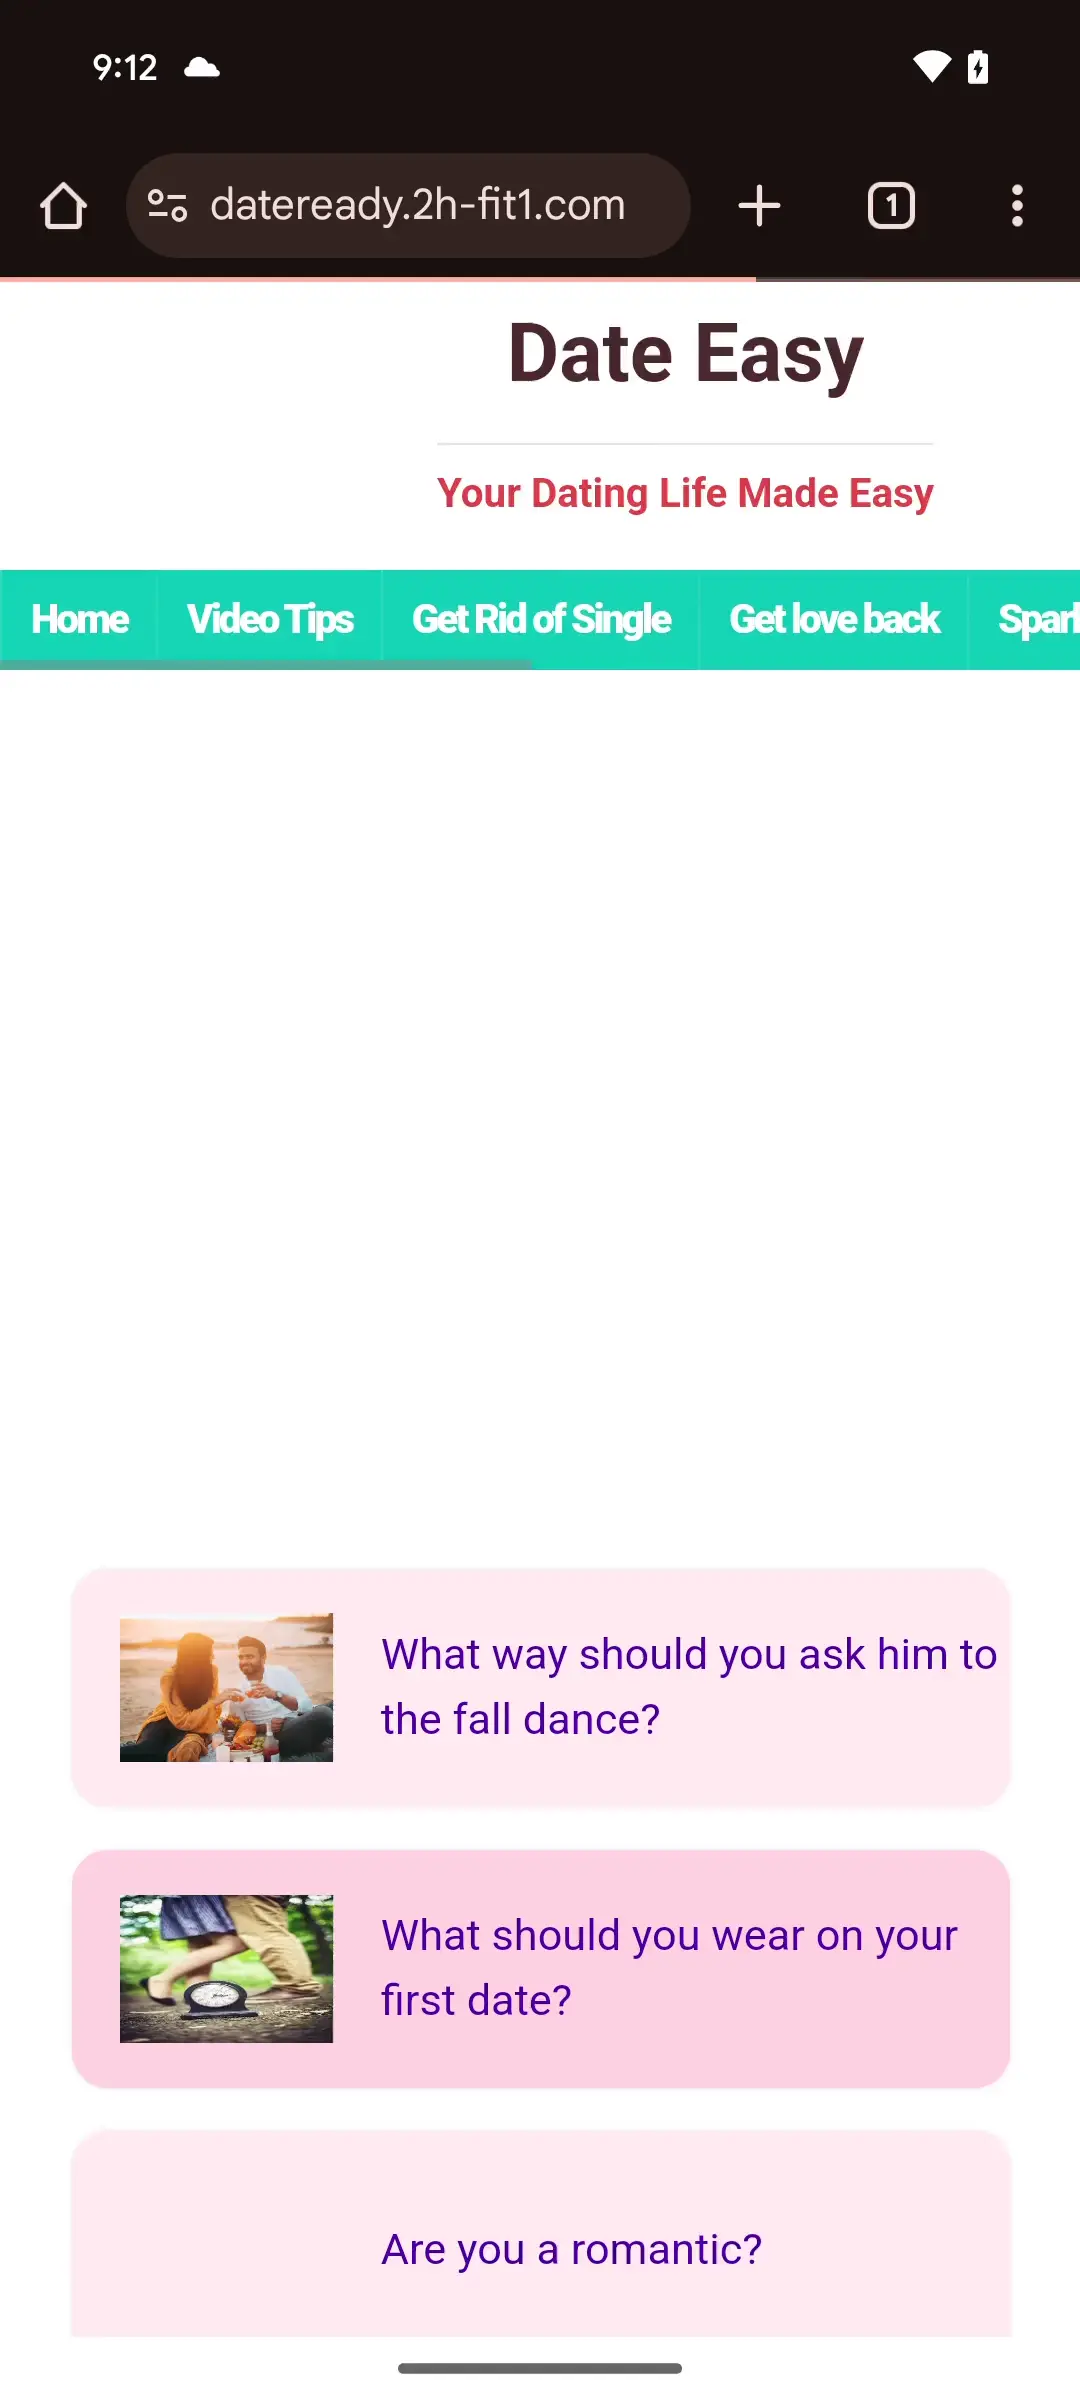 9:12
dateready.2h-fit1.com
1
Date Easy
Your Dating Life Made Easy
Home
Video Tips
Get Rid of Single
Get love back
What way should you ask him to
the fall dance?
What should you wear on your
first date?
Are you a romantic?